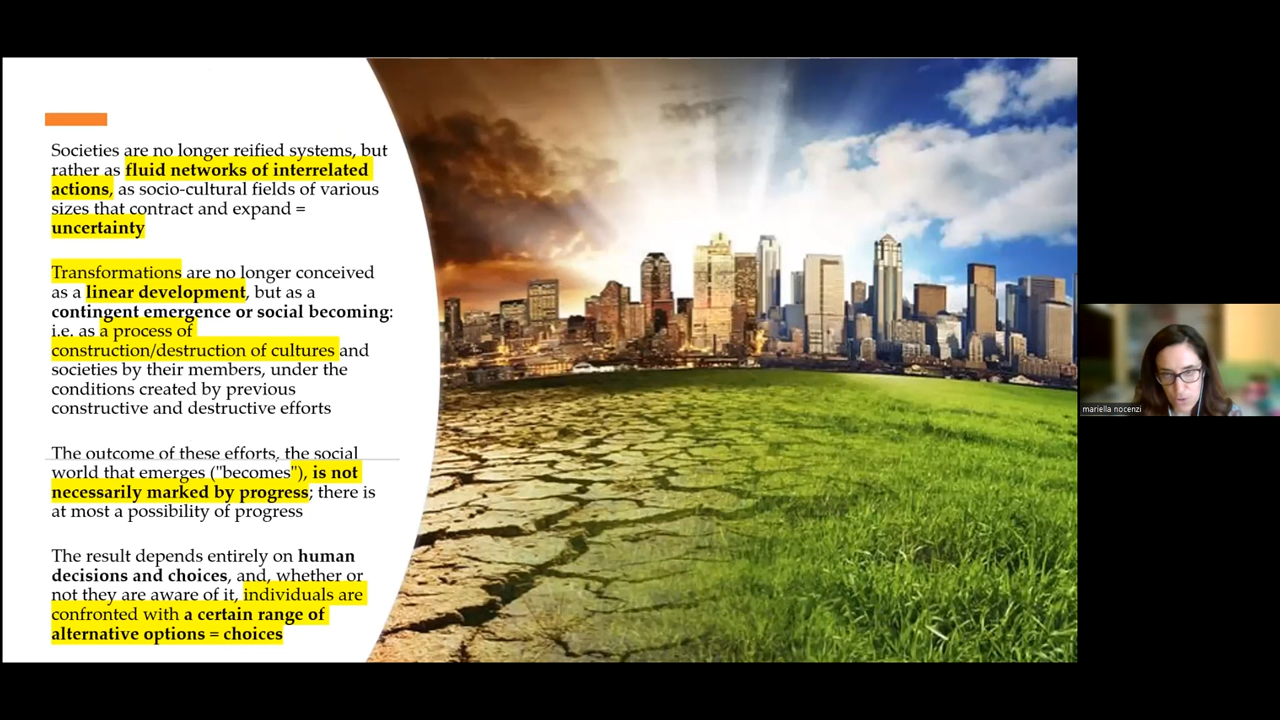 Societies are no longer reified systems, but
rather as fluid networks of interrelated
actions, as socio-cultural fields of various
sizes that contract and expand =
uncertainty
Transformations are no longer conceived
as a linear development, but as a
contingent emergence or social becoming:
i.e. as a process of
construction/destruction of cultures and
societies by their members, under the
conditions created by previous
constructive and destructive efforts
The outcome of these efforts, the social
world that emerges ("becomes"), is not
necessarily marked by progress; there is
at most a possibility of progress
The result depends entirely on human
decisions and choices, and, whether or
not they are aware of it, individuals are
confronted with a certain range of
alternative options = choices
mariella nocenzi